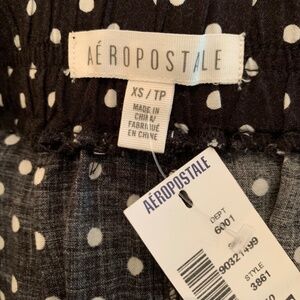 AÉROPOSTALE
XS / TP
MADE IN
CHINA/
FABRIQUÉ
EN CHINE
AÉROPOSTALE
DEPT
6001
90321499
STYLE
3861